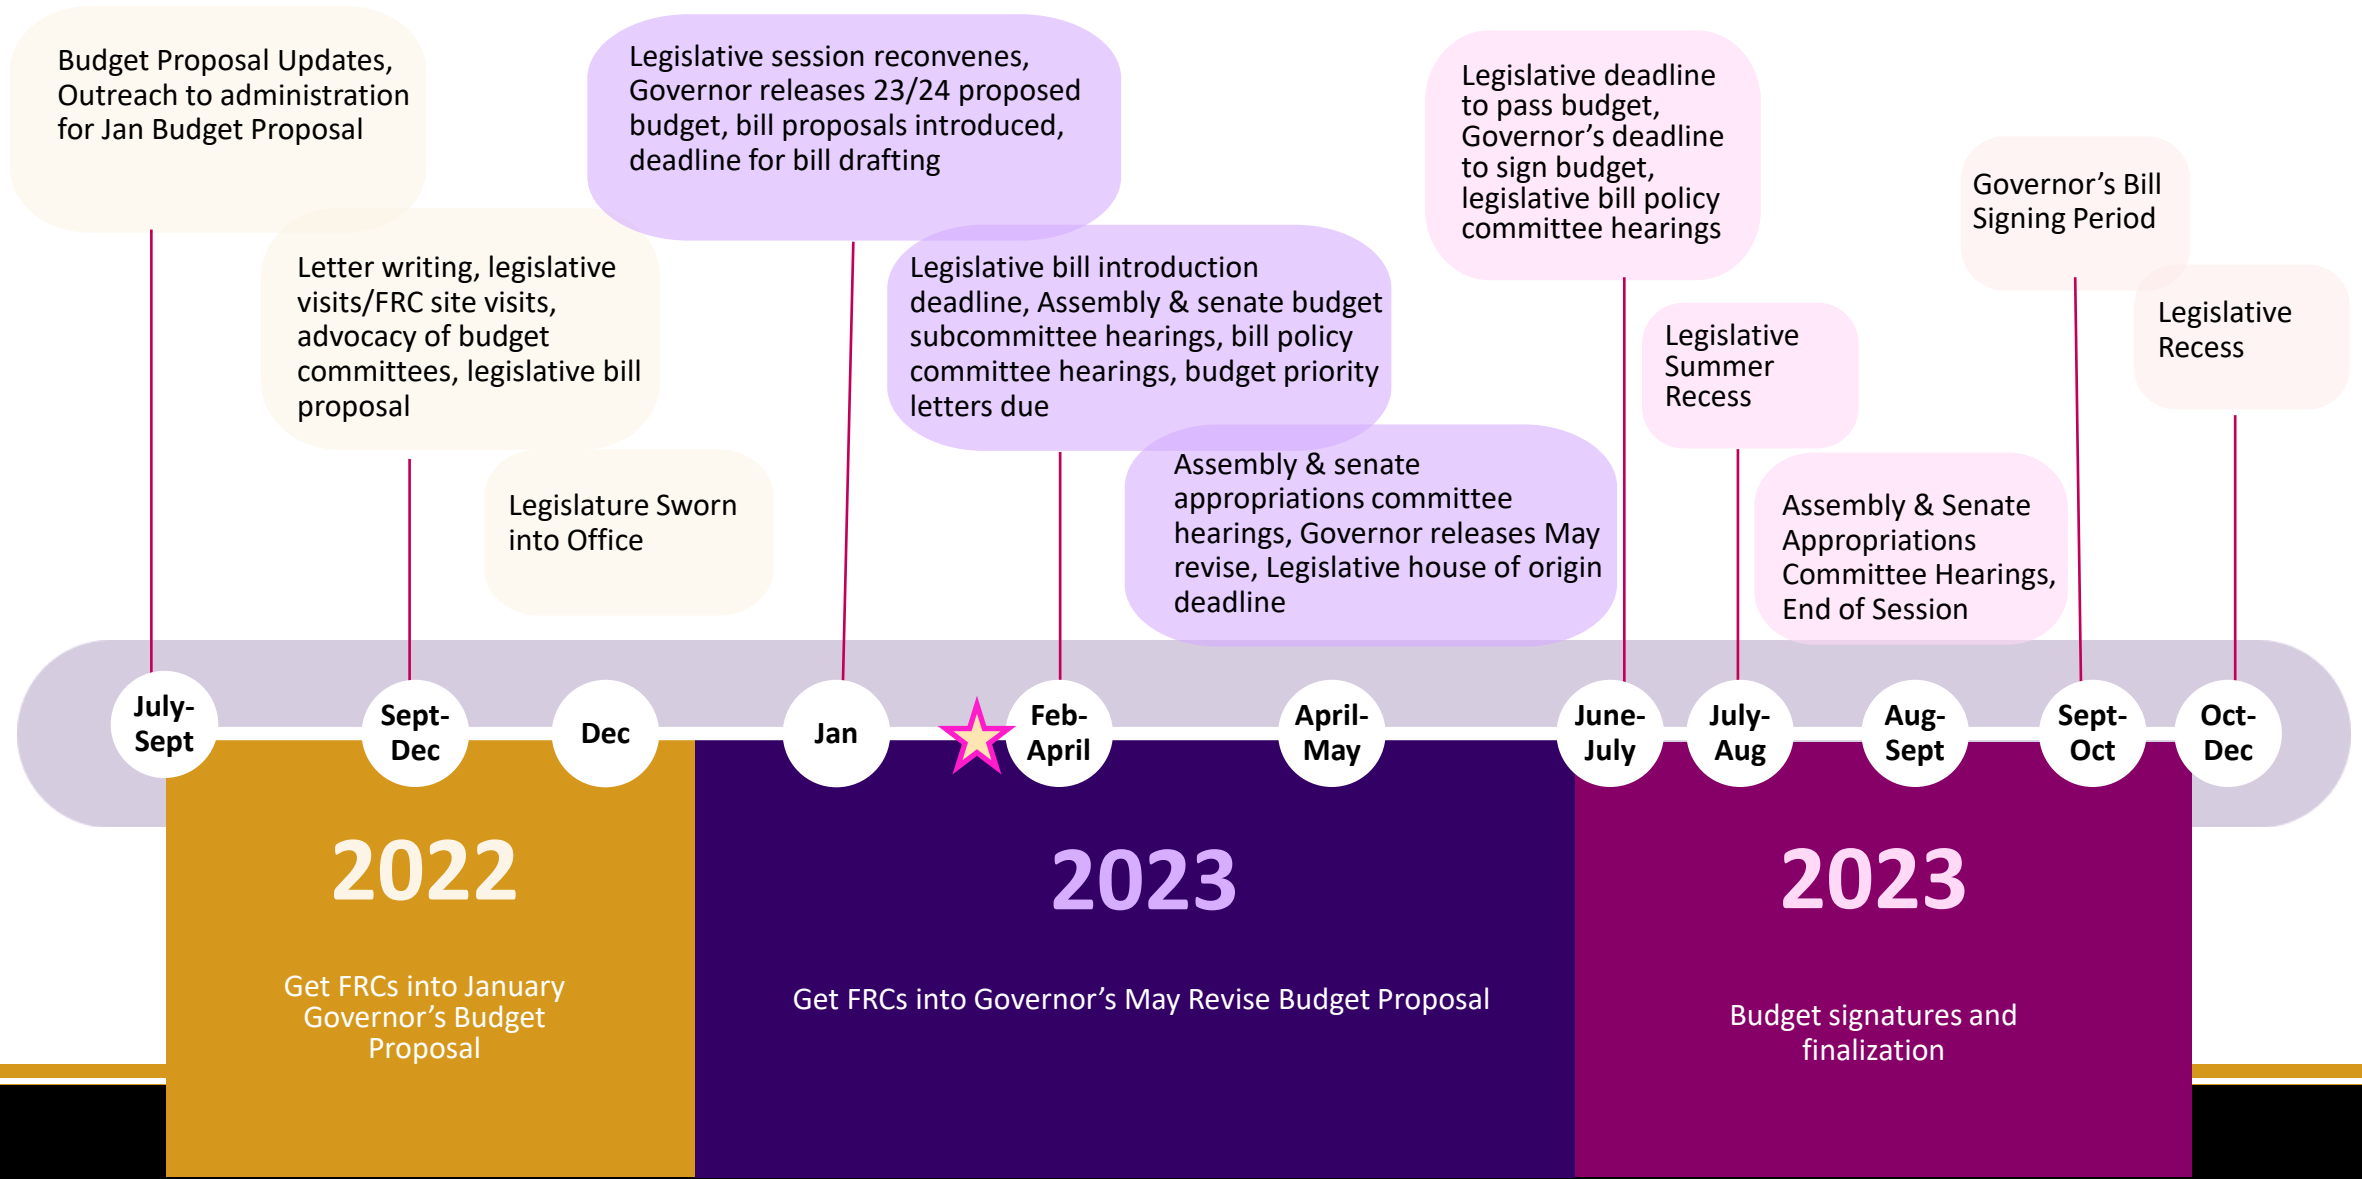 Budget Proposal Updates,
Outreach to administration
for Jan Budget Proposal
Letter writing, legislative
visits/FRC site visits,
advocacy of budget
committees, legislative bill
proposal
Legislature Sworn
into Office
Legislative session reconvenes,
Governor releases 23/24 proposed
budget, bill proposals introduced,
deadline for bill drafting
Legislative bill introduction
deadline, Assembly & senate budget
subcommittee hearings, bill policy
committee hearings, budget priority
letters due
Assembly & senate
appropriations committee
hearings, Governor releases May
revise, Legislative house of origin
deadline
Legislative deadline
to pass budget,
Governor’s deadline
to sign budget,
legislative bill policy
committee hearings
Legislative
Summer
Recess
Assembly & Senate
Appropriations
Committee Hearings,
End of Session
Governor’s Bill
Signing Period
Legislative
Recess
July-
Sept
Sept-
Dec
Dec
Jan
Feb-
April
April-
May
June-
July
July-
Aug
Aug-
Sept
Sept-
Oct
Oct-
Dec
2022
Get FRCs into January
Governor’s Budget
Proposal
2023
Get FRCs into Governor’s May Revise Budget Proposal
2023
Budget signatures and
finalization